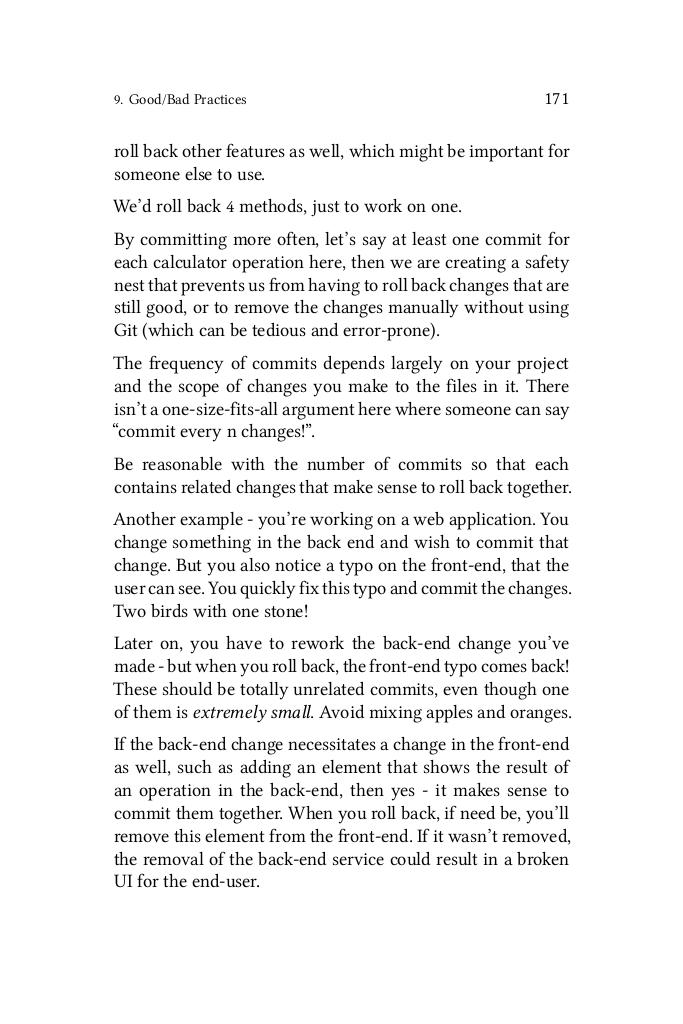 9. Good/Bad Practices 171
roll back other features as well, which might be important for
someone else to use.
We’d roll back 4 methods, just to work on one.
By committing more often, let’s say at least one commit for
each calculator operation here, then we are creating a safety
nest that prevents us from having to roll back changes that are
still good, or to remove the changes manually without using
Git (which can be tedious and error-prone).
The frequency of commits depends largely on your project
and the scope of changes you make to the files in it. There
isn’t a one-size-fits-all argument here where someone can say
“commit every n changes!”.
Be reasonable with the number of commits so that each
contains related changes that make sense to roll back together.
Another example - you’re working on a web application. You
change something in the back end and wish to commit that
change. But you also notice a typo on the front-end, that the
user can see. You quickly fix this typo and commit the changes.
Two birds with one stone!
Later on, you have to rework the back-end change you’ve
made - but when you roll back, the front-end typo comes back!
These should be totally unrelated commits, even though one
of them is extremely small. Avoid mixing apples and oranges.
If the back-end change necessitates a change in the front-end
as well, such as adding an element that shows the result of
an operation in the back-end, then yes - it makes sense to
commit them together. When you roll back, if need be, you’ll
remove this element from the front-end. If it wasn’t removed,
the removal of the back-end service could result in a broken
UI for the end-user.